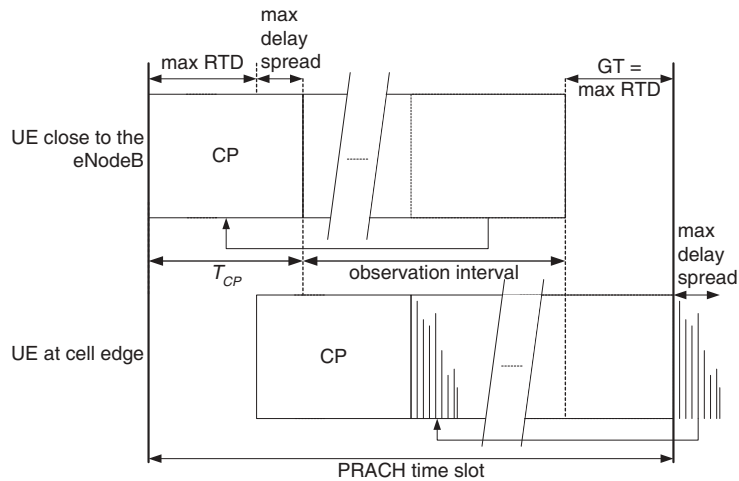 max
delay
spread
max RTD
GT =
max RTD
UE close to the
eNodeB
CP
max
delay
spread
T_CP
observation interval
UE at cell edge
CP
PRACH time slot